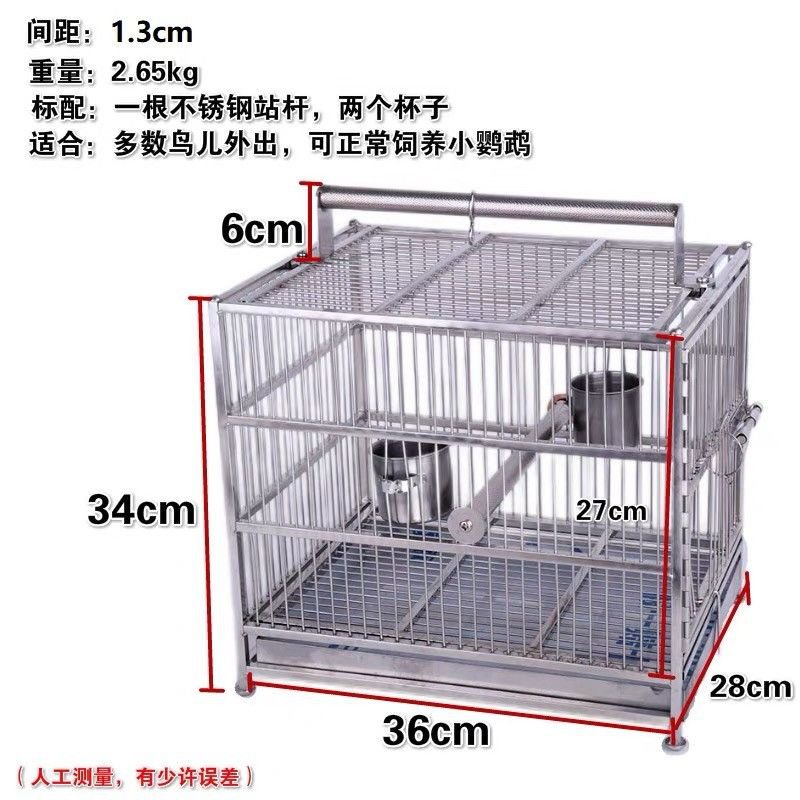 间距：1.3cm
重量：2.65kg
标配：一根不锈钢站杆，两个杯子
适合：多数鸟儿外出，可正常饲养小鹦鹉
6cm
34cm
27cm
28cm
36cm
（人工测量，有少许误差）